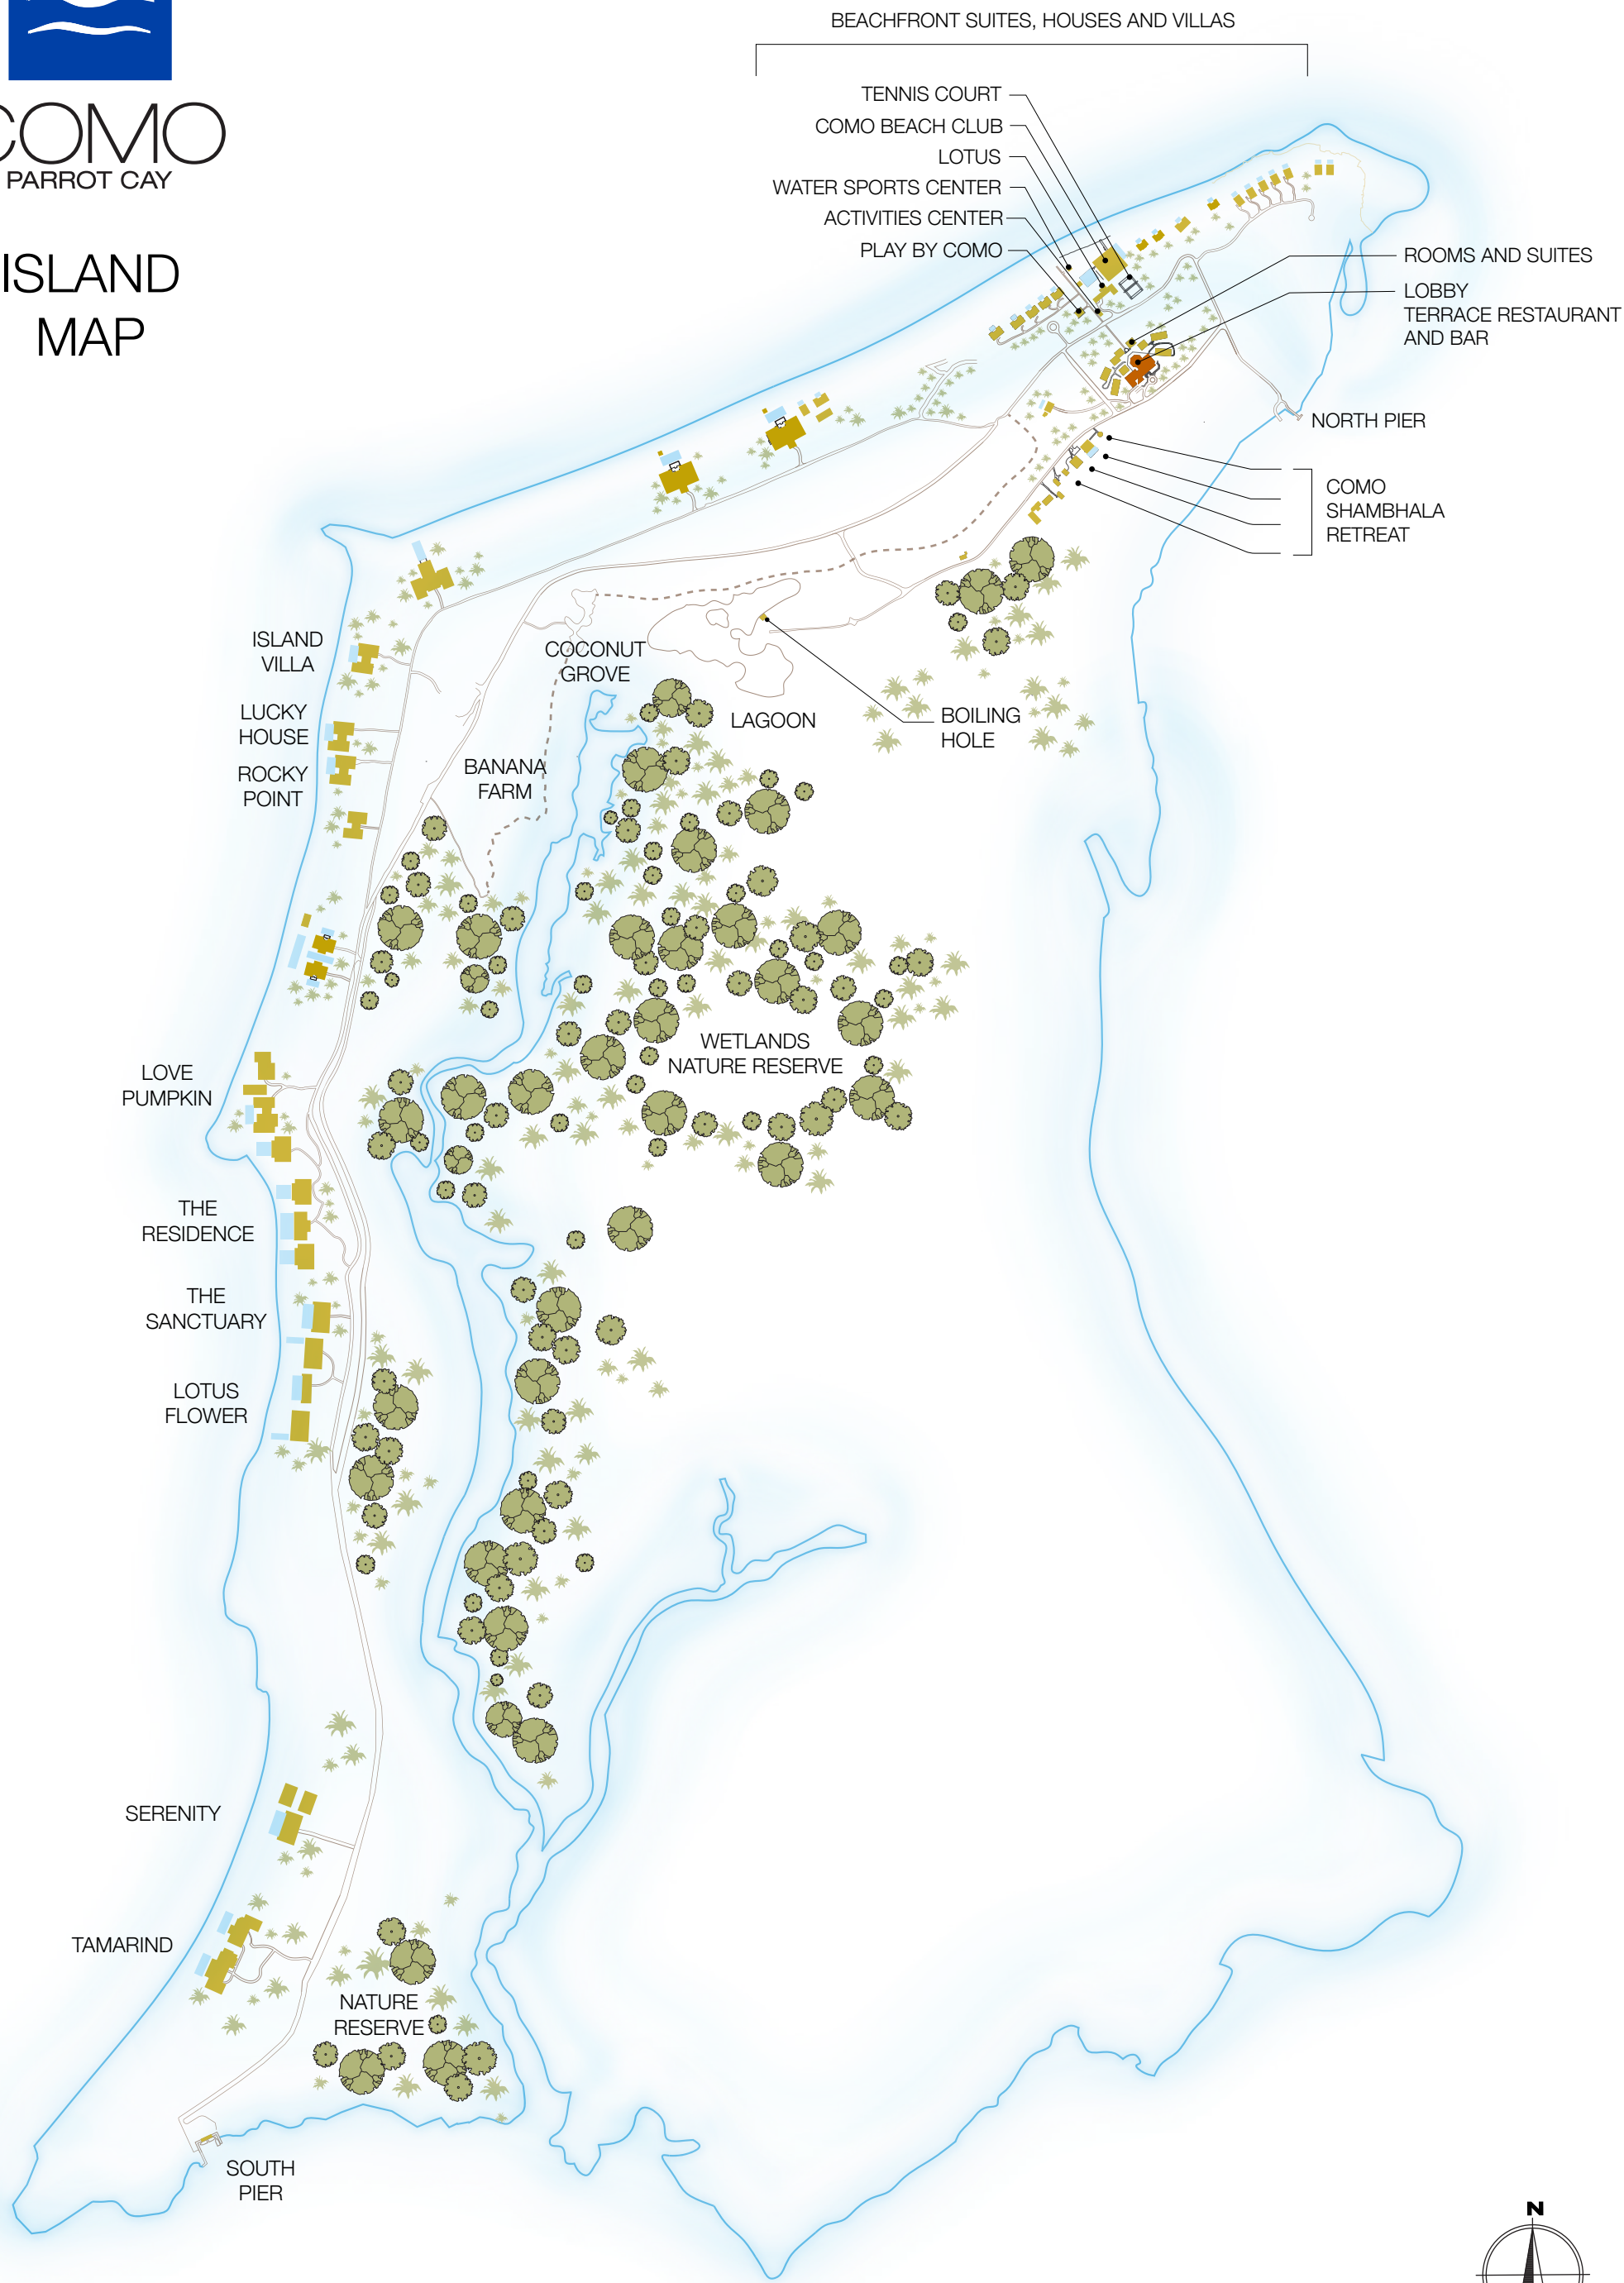 COMO
PARROT CAY
ISLAND
MAP
BEACHFRONT SUITES, HOUSES AND VILLAS
TENNIS COURT
COMO BEACH CLUB
LOTUS
WATER SPORTS CENTER
ACTIVITIES CENTER
PLAY BY COMO
ROOMS AND SUITES
LOBBY
TERRACE RESTAURANT
AND BAR
NORTH PIER
COMO
SHAMBHALA
RETREAT
ISLAND
VILLA
COCONUT
GROVE
LUCKY
HOUSE
LAGOON
BOILING
HOLE
ROCKY
POINT
BANANA
FARM
WETLANDS
NATURE RESERVE
LOVE
PUMPKIN
THE
RESIDENCE
THE
SANCTUARY
LOTUS
FLOWER
SERENITY
TAMARIND
NATURE
RESERVE
SOUTH
PIER
N